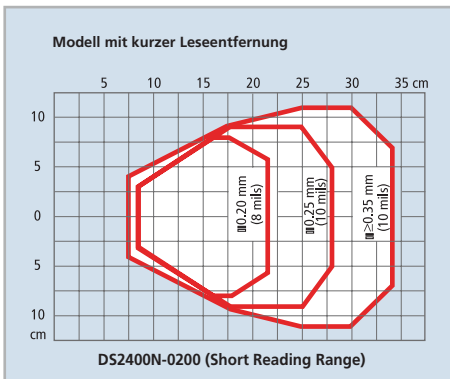 Modell mit kurzer Leseentfernung
5 10 15 20 25 30 35 cm
10
5
0
5
10
cm
0.20 mm
(8 mils)
0.25 mm
(10 mils)
≥0.35 mm
(10 mils)
DS2400N-0200 (Short Reading Range)